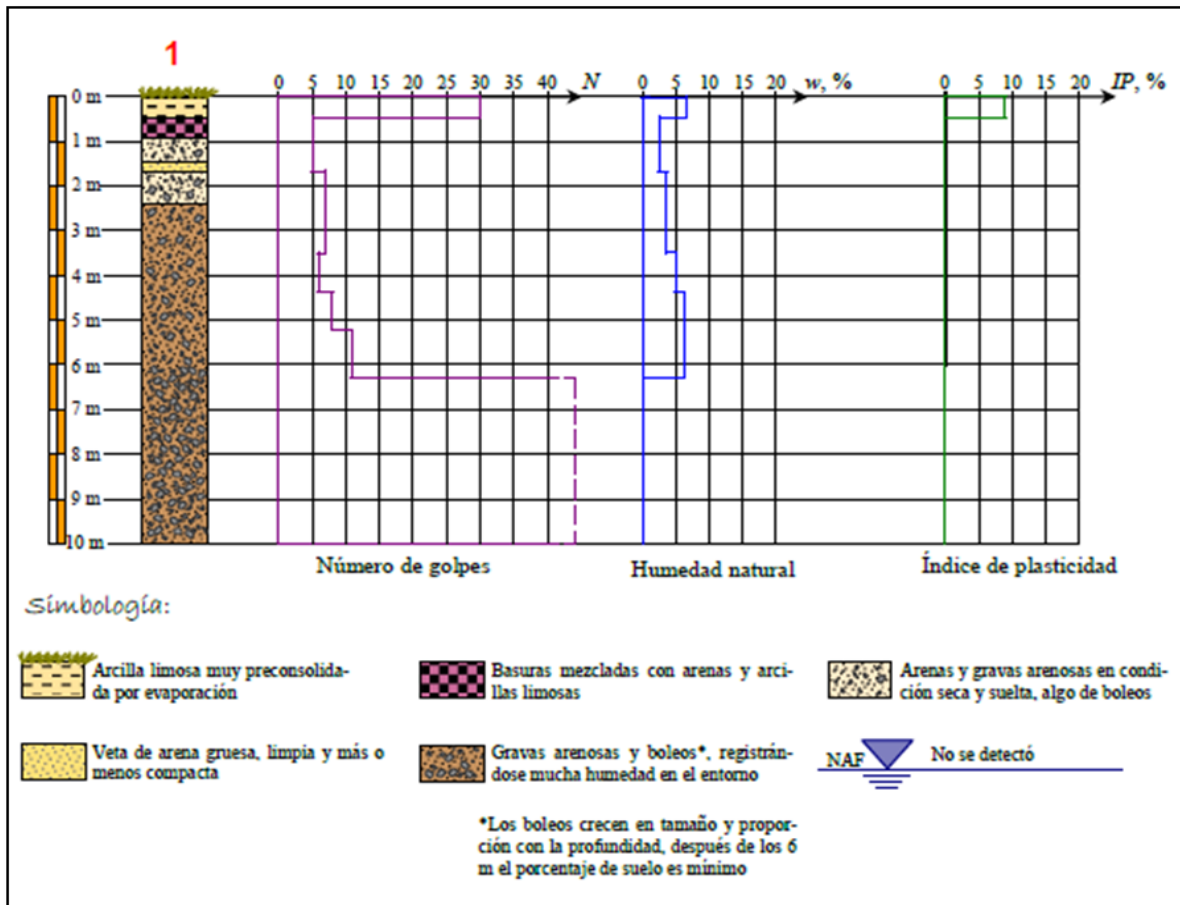 1
0 5 10 15 20 25 30 35 40 N
0 5 10 15 20 w, %
0 5 10 15 20 IP, %
0 m
1 m
2 m
3 m
4 m
5 m
6 m
7 m
8 m
9 m
10 m
Número de golpes
Humedad natural
Índice de plasticidad
Simbología:
Arcilla limosa muy preconsolida-
da por evaporación
Basuras mezcladas con arenas y arci-
llas limosas
Arenas y gravas arenosas en condi-
ción seca y suelta, algo de boleos
Veta de arena gruesa, limpia y más o
menos compacta
Gravas arenosas y boleos*, registrán-
dose mucha humedad en el entorno
NAF
No se detectó
*Los boleos crecen en tamaño y propor-
ción con la profundidad, después de los 6
m el porcentaje de suelo es mínimo